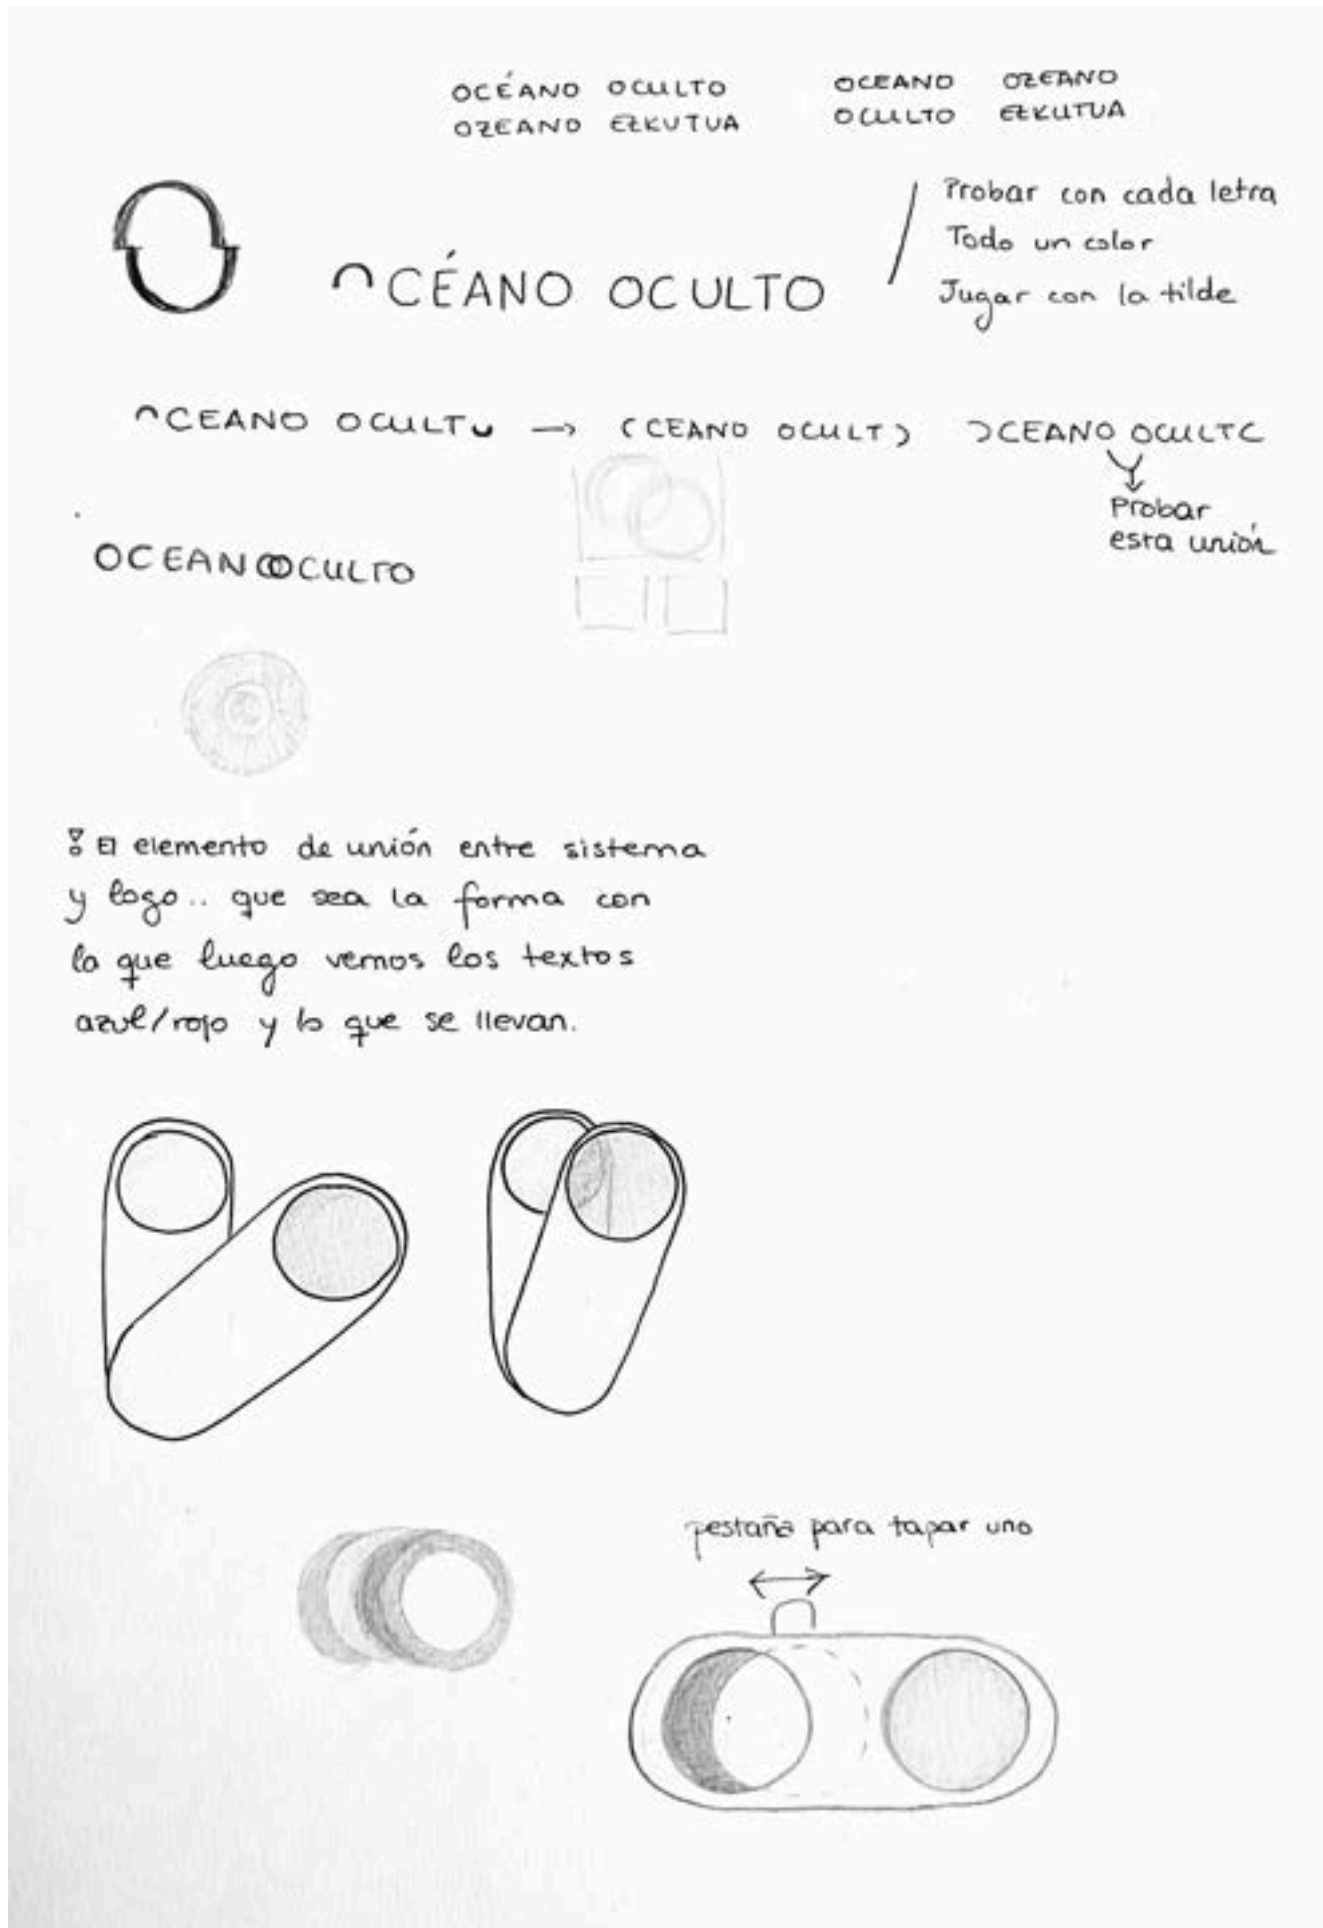 OCÉANO OCULTO
OZEANO EZKUTUA
OCEANO OZEANO
OCULTO EZKUTUA
Probar con cada letra
Todo un color
Jugar con la tilde
∩CÉANO OCULTO
∩CEANO OCULT∪ → (CEANO OCULT) ƆCEANO OCULTC
Probar
esta unión
OCEANOOCULTO
El elemento de unión entre sistema
y logo.. que sea la forma con
la que luego vemos los textos
azul/rojo y lo que se llevan.
pestaña para tapar uno